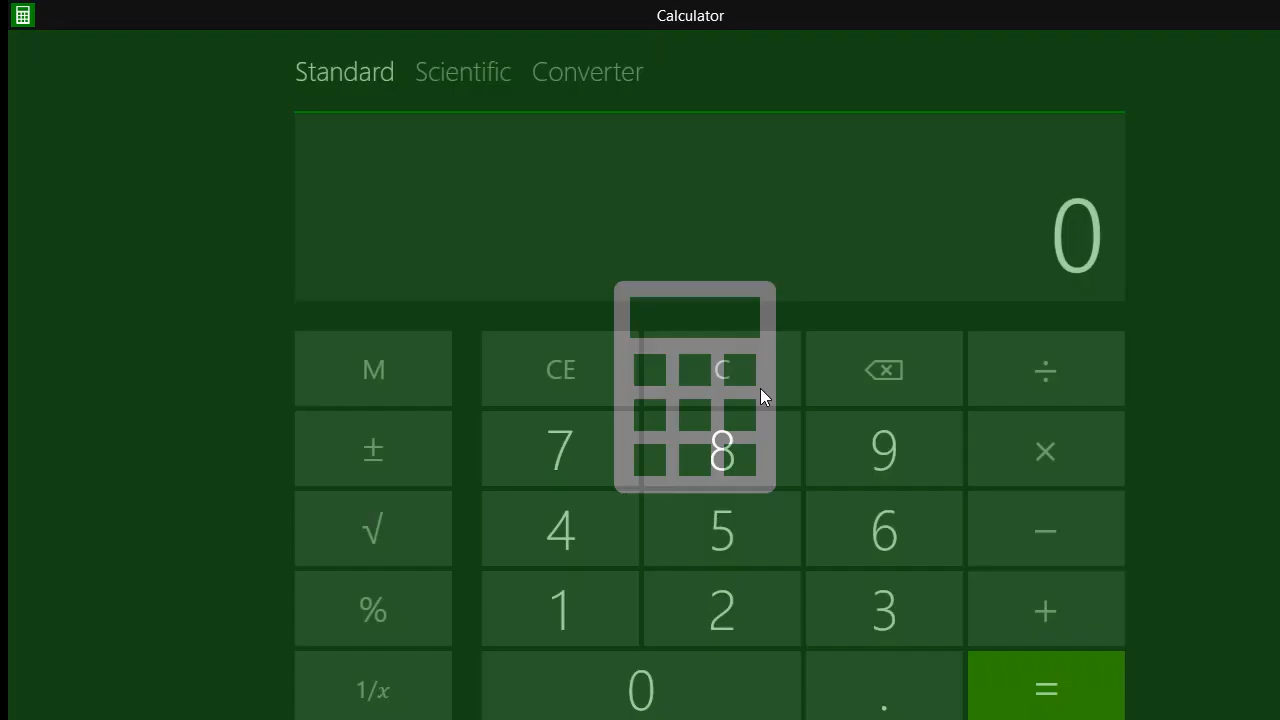 Calculator
Standard Scientific Converter
0
M CE C ÷
± 7 8 9 ×
√ 4 5 6 −
% 1 2 3 +
1/x 0 . =